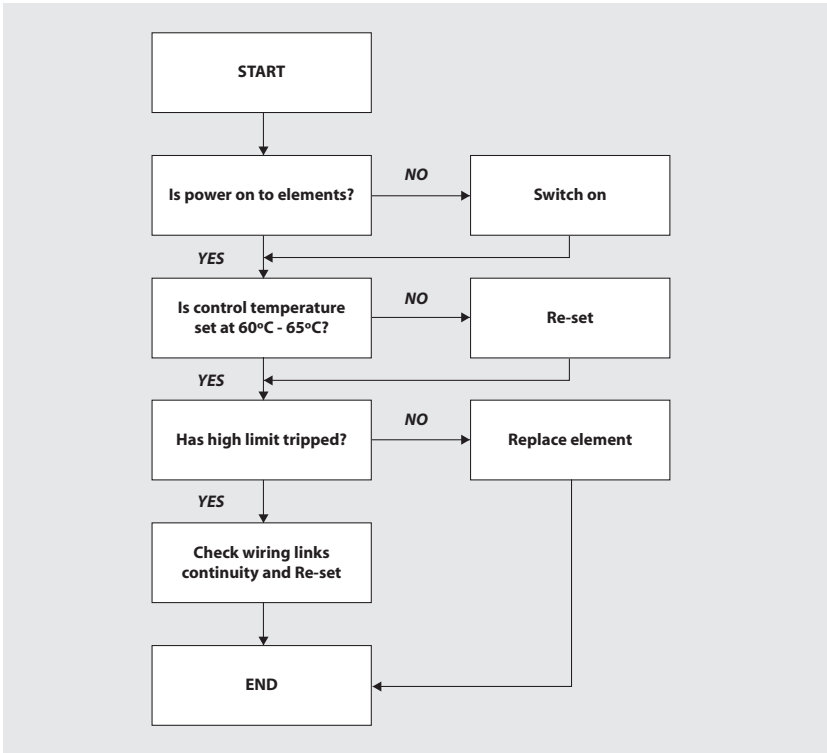 START
Is power on to elements?
NO
Switch on
YES
Is control temperature
set at 60ºC - 65ºC?
NO
Re-set
YES
Has high limit tripped?
NO
Replace element
YES
Check wiring links
continuity and Re-set
END